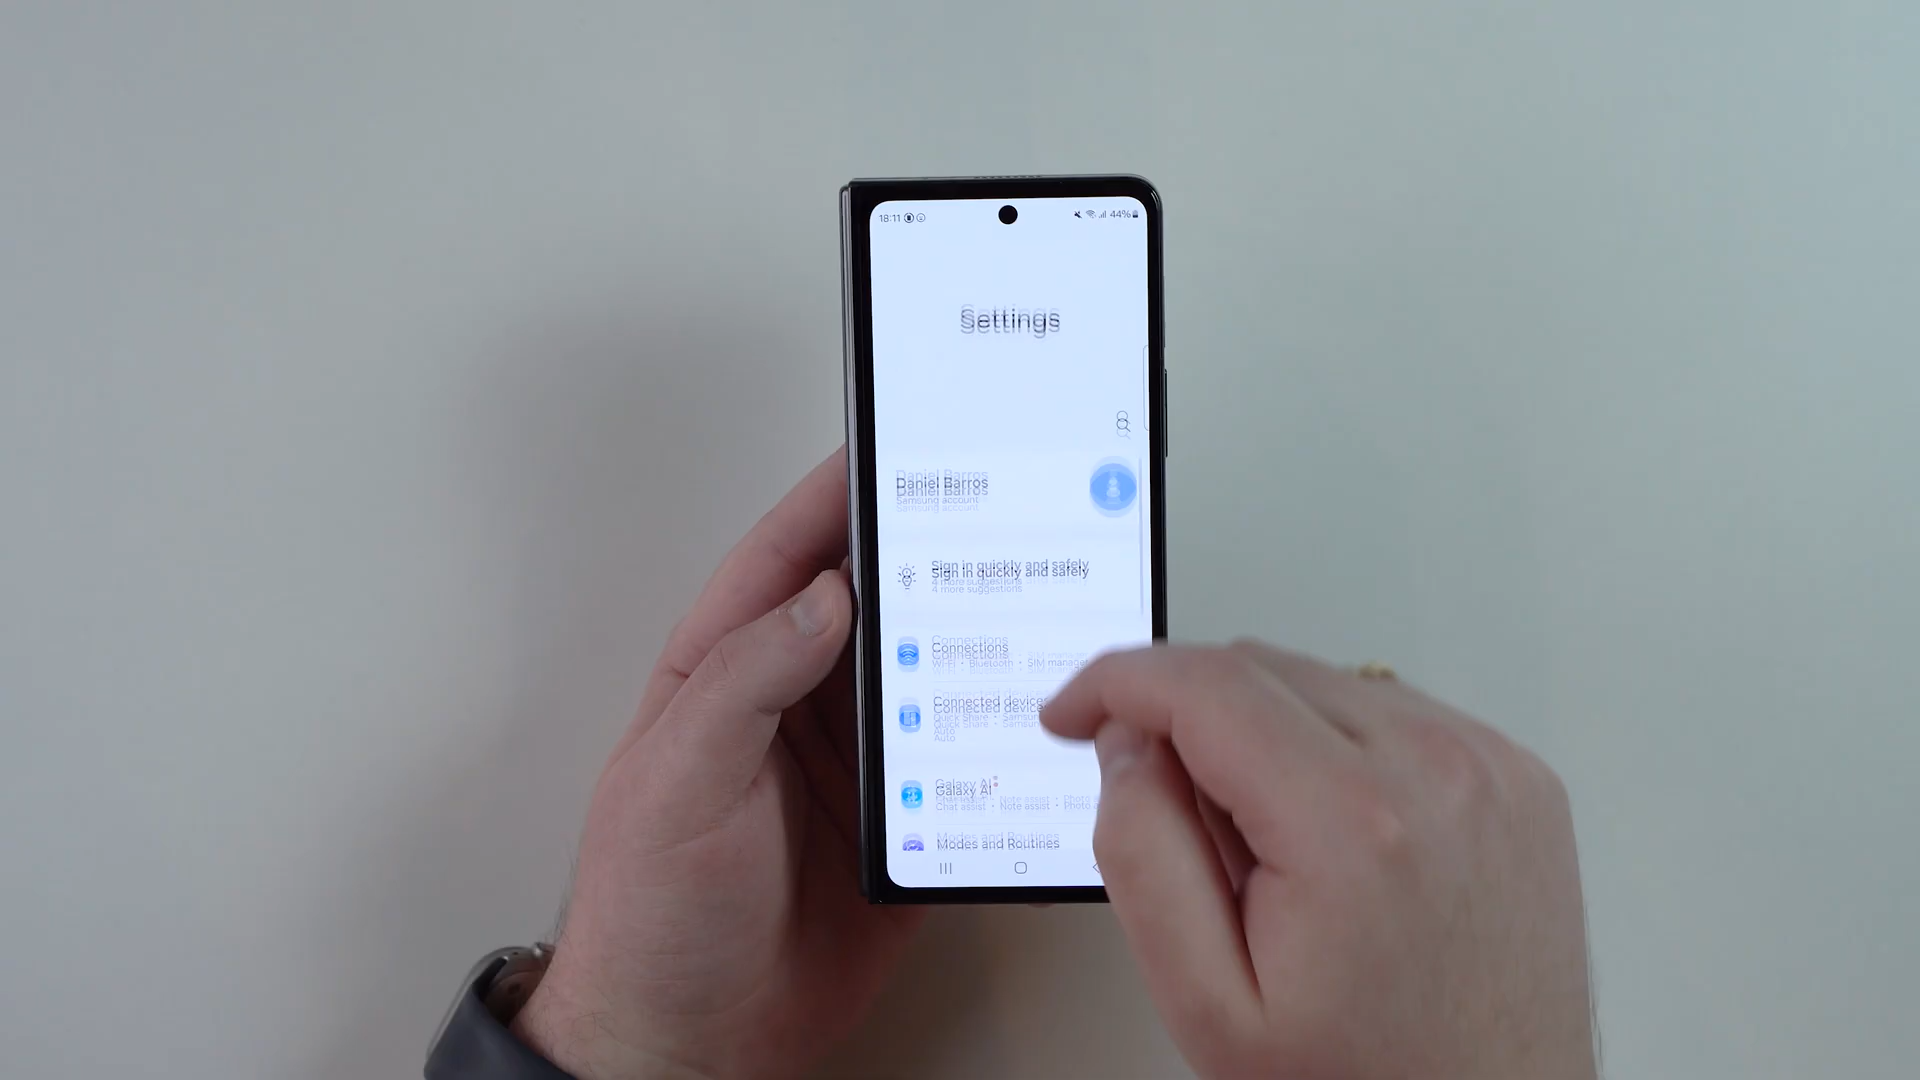 18:11
44%
Settings
Daniel Barros
Samsung account
Sign in quickly and safely
4 more suggestions
Connections
Wi-Fi • Bluetooth • SIM manager
Connected devices
Quick Share •
Auto
Galaxy AI
Chat assist • Note assist • Photo
Modes and Routines